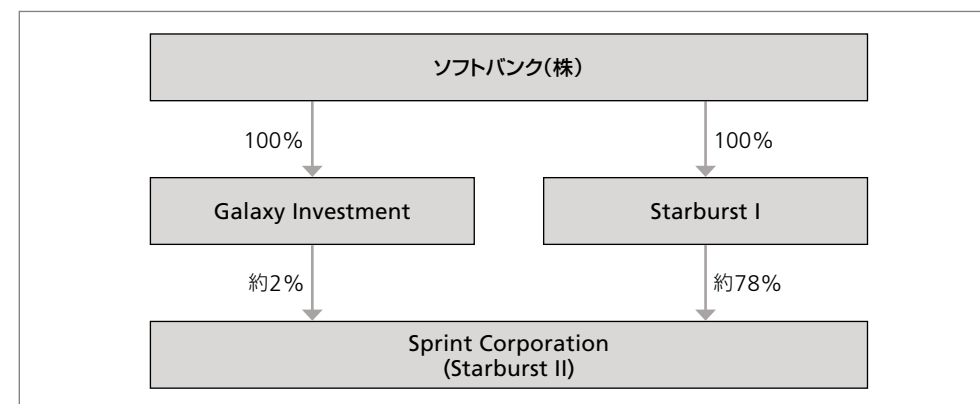 ソフトバンク（株）
100%
100%
Galaxy Investment
Starburst I
約2%
約78%
Sprint Corporation
(Starburst II)